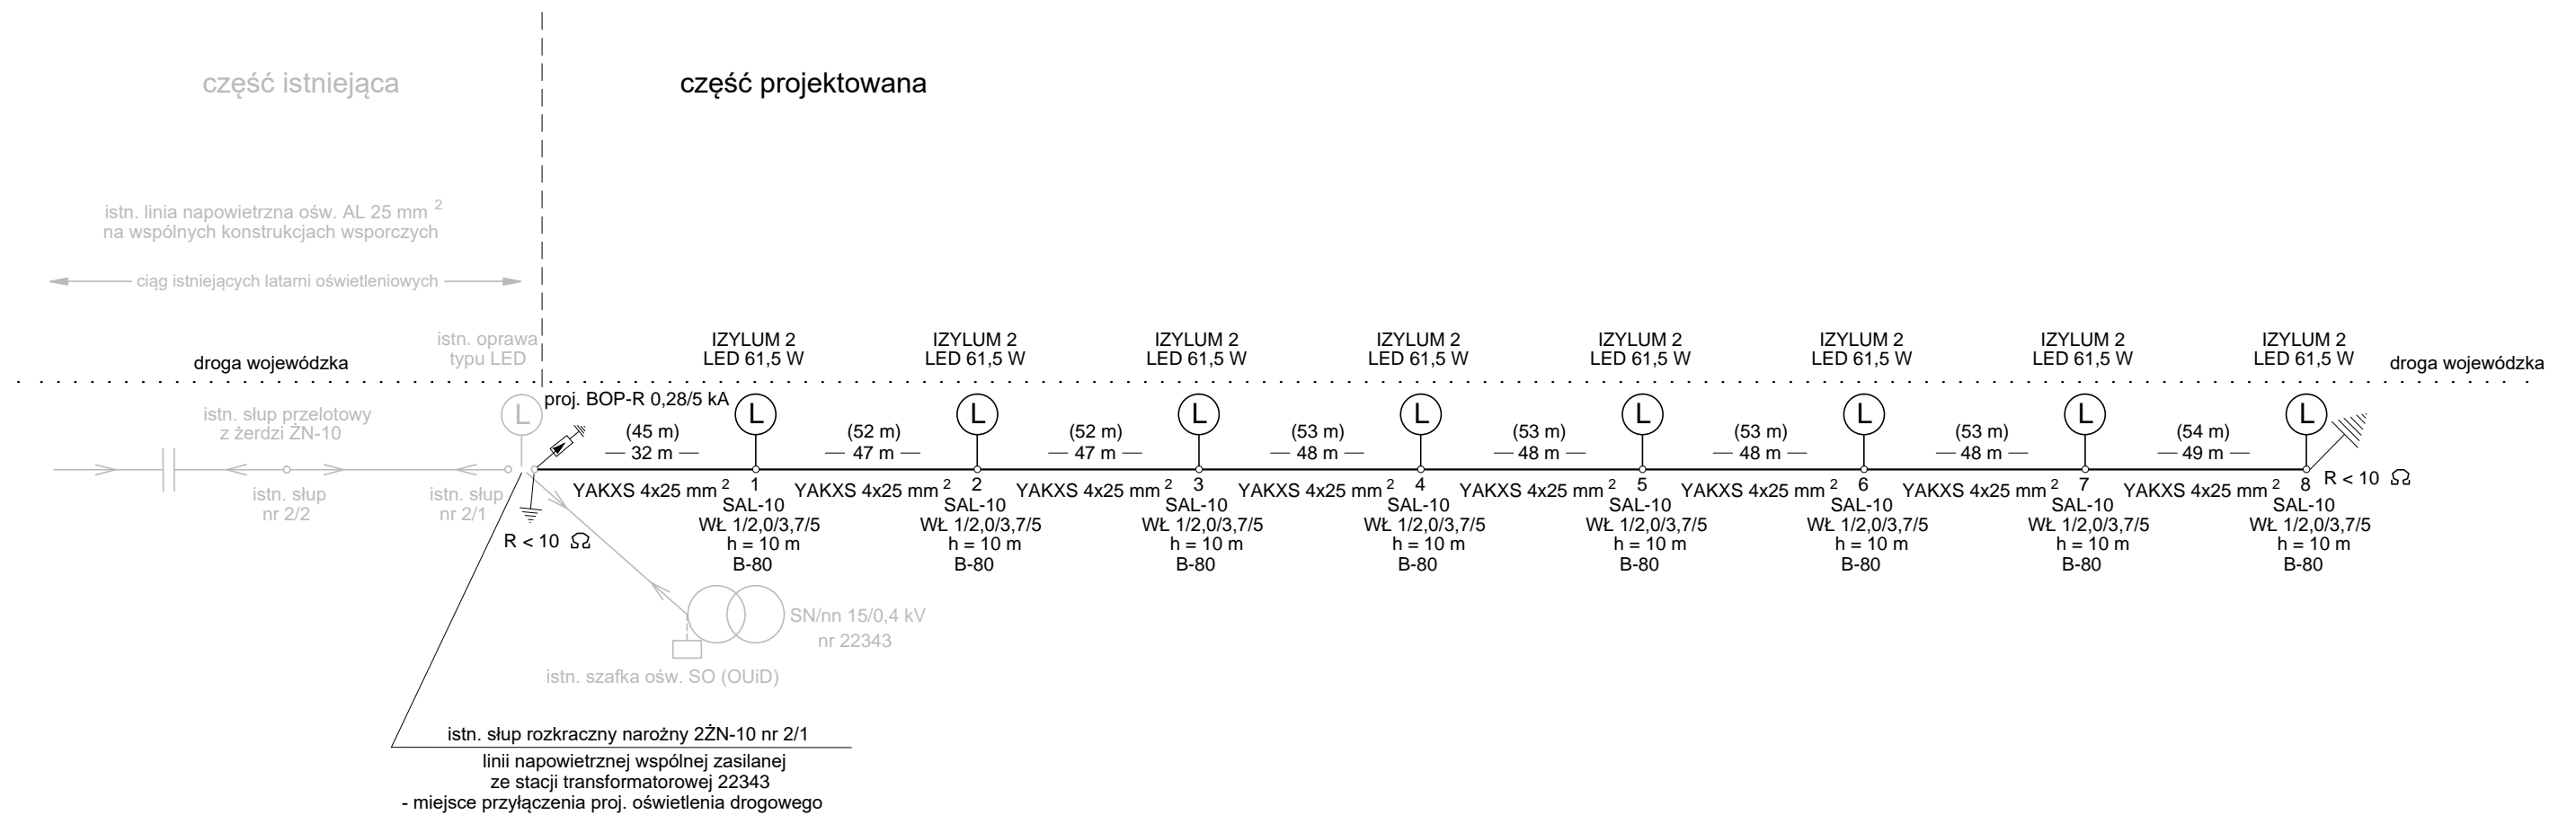 część istniejąca
część projektowana
istn. linia napowietrzna ośw. AL 25 mm 2
na wspólnych konstrukcjach wsporczych
ciąg istniejących latarni oświetleniowych
istn. oprawa
typu LED
droga wojewódzka
IZYLUM 2
LED 61,5 W
IZYLUM 2
LED 61,5 W
IZYLUM 2
LED 61,5 W
IZYLUM 2
LED 61,5 W
IZYLUM 2
LED 61,5 W
IZYLUM 2
LED 61,5 W
IZYLUM 2
LED 61,5 W
IZYLUM 2
LED 61,5 W
droga wojewódzka
istn. słup przelotowy
z żerdzi ŻN-10
L
proj. BOP-R 0,28/5 kA
L
L
L
L
L
L
L
L
(45 m)
32 m
(52 m)
47 m
(52 m)
47 m
(53 m)
48 m
(53 m)
48 m
(53 m)
48 m
(53 m)
48 m
(54 m)
49 m
istn. słup
nr 2/2
istn. słup
nr 2/1
R < 10 Ω
YAKXS 4x25 mm 2
1
SAL-10
WŁ 1/2,0/3,7/5
h = 10 m
B-80
YAKXS 4x25 mm 2
2
SAL-10
WŁ 1/2,0/3,7/5
h = 10 m
B-80
YAKXS 4x25 mm 2
3
SAL-10
WŁ 1/2,0/3,7/5
h = 10 m
B-80
YAKXS 4x25 mm 2
4
SAL-10
WŁ 1/2,0/3,7/5
h = 10 m
B-80
YAKXS 4x25 mm 2
5
SAL-10
WŁ 1/2,0/3,7/5
h = 10 m
B-80
YAKXS 4x25 mm 2
6
SAL-10
WŁ 1/2,0/3,7/5
h = 10 m
B-80
YAKXS 4x25 mm 2
7
SAL-10
WŁ 1/2,0/3,7/5
h = 10 m
B-80
YAKXS 4x25 mm 2
8
SAL-10
WŁ 1/2,0/3,7/5
h = 10 m
B-80
R < 10 Ω
SN/nn 15/0,4 kV
nr 22343
istn. szafka ośw. SO (OUiD)
istn. słup rozkraczny narożny 2ŻN-10 nr 2/1
linii napowietrznej wspólnej zasilanej
ze stacji transformatorowej 22343
- miejsce przyłączenia proj. oświetlenia drogowego